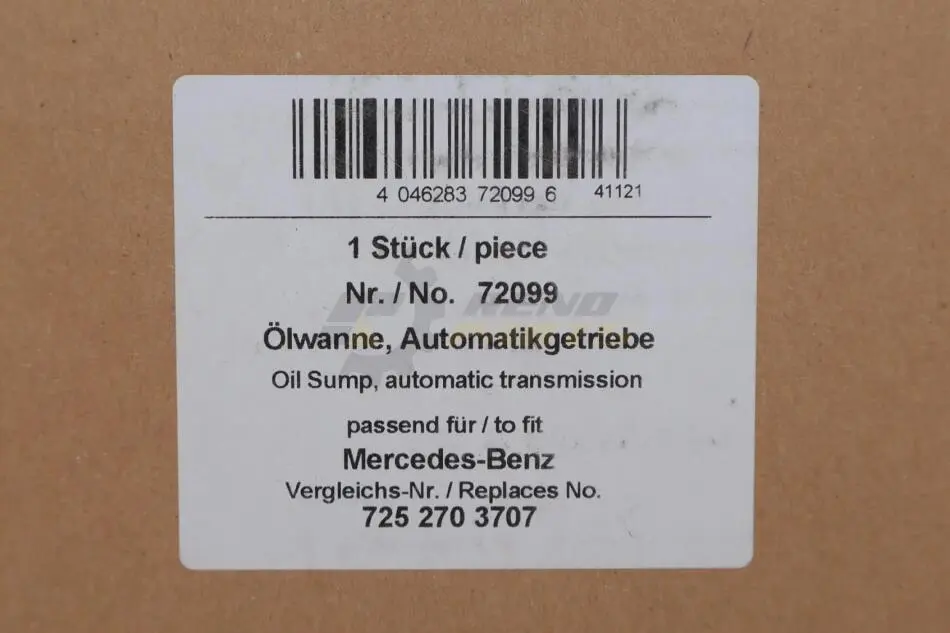 4 046283 72099 6 41121
1 Stück / piece
Nr. / No. 72099
RENO
Ölwanne, Automatikgetriebe
Oil Sump, automatic transmission
passend für / to fit
Mercedes-Benz
Vergleichs-Nr. / Replaces No.
725 270 3707